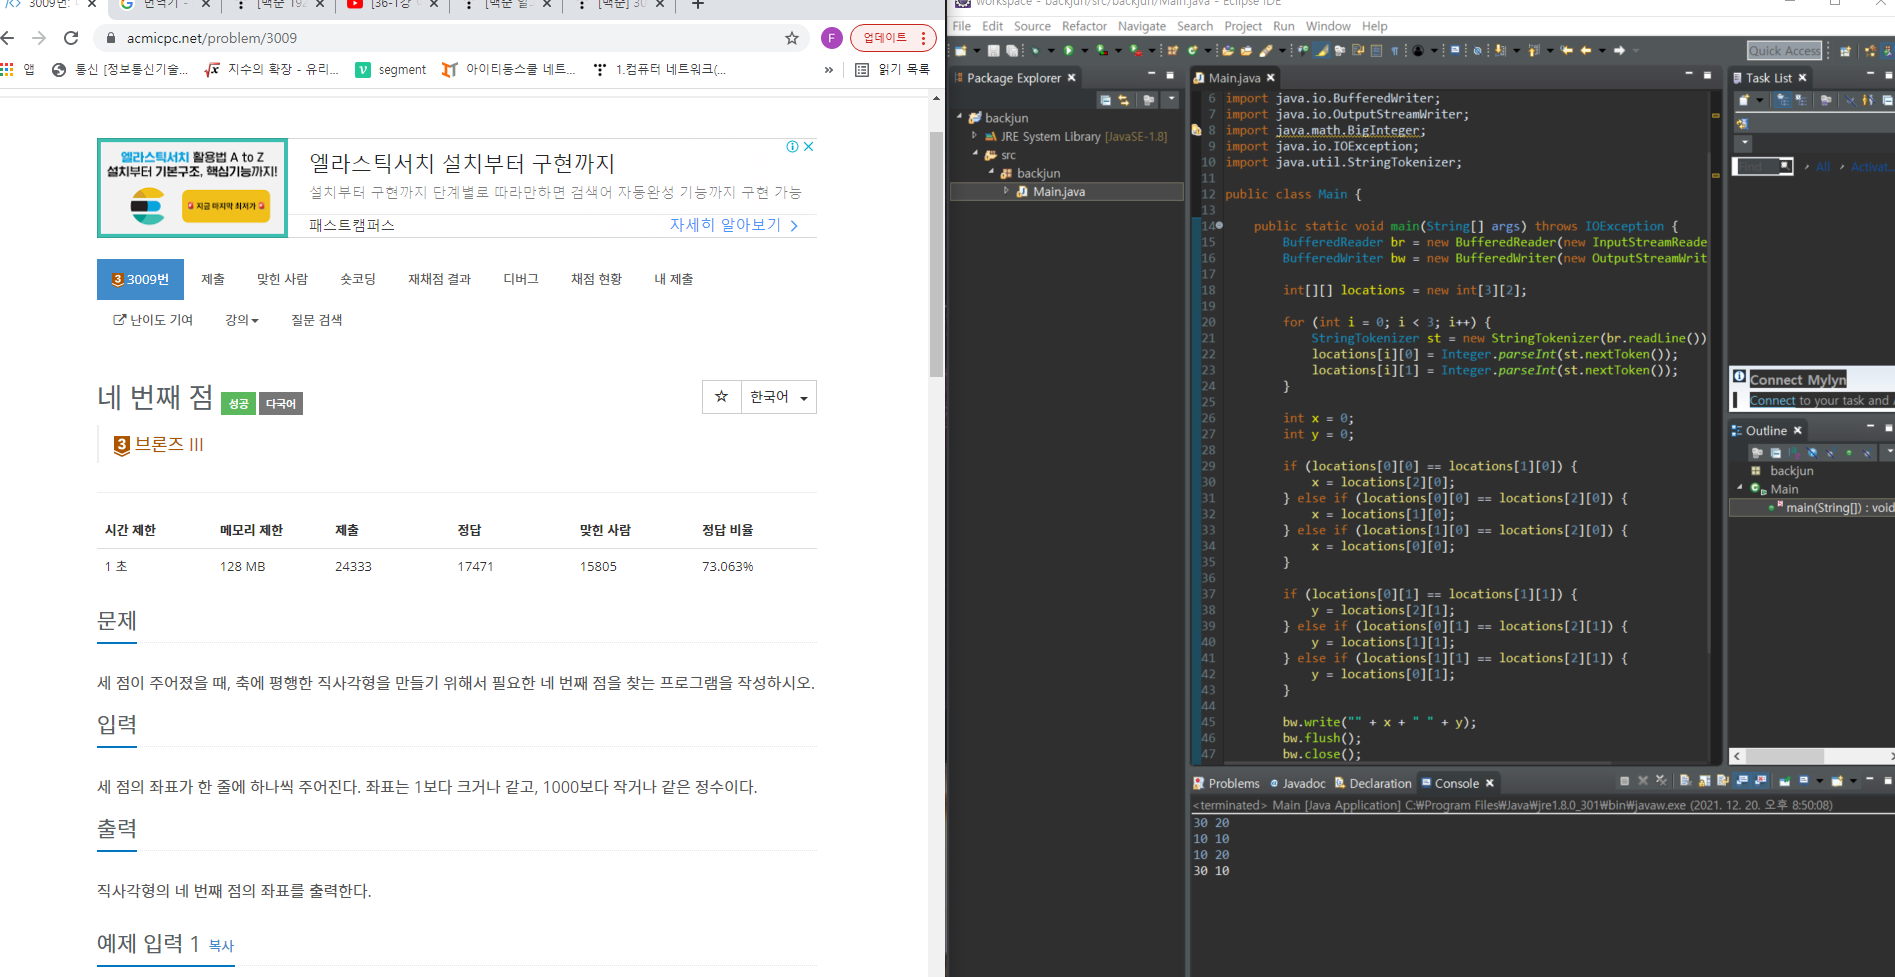 3009번:
번역기 -
[백준 192
[36-1강
[백준 알.
[백준] 30
acmicpc.net/problem/3009
F
업데이트
앱
통신 [정보통신기술...
지수의 확장 - 유리...
segment
아이티동스쿨 네트...
1.컴퓨터 네트워크(...
»
읽기 목록
엘라스틱서치 활용법 A to Z
설치부터 기본구조, 핵심기능까지!
지금 마지막 최저가
엘라스틱서치 설치부터 구현까지
설치부터 구현까지 단계별로 따라만하면 검색어 자동완성 기능까지 구현 가능
패스트캠퍼스
자세히 알아보기
3 3009번
제출
맞힌 사람
숏코딩
재채점 결과
디버그
채점 현황
내 제출
난이도 기여
강의
질문 검색
네 번째 점 성공 다국어
한국어
3 브론즈 III
시간 제한 메모리 제한 제출 정답 맞힌 사람 정답 비율
1 초 128 MB 24333 17471 15805 73.063%
문제
세 점이 주어졌을 때, 축에 평행한 직사각형을 만들기 위해서 필요한 네 번째 점을 찾는 프로그램을 작성하시오.
입력
세 점의 좌표가 한 줄에 하나씩 주어진다. 좌표는 1보다 크거나 같고, 1000보다 작거나 같은 정수이다.
출력
직사각형의 네 번째 점의 좌표를 출력한다.
예제 입력 1 복사
workspace - backjun/src/backjun/Main.java - Eclipse IDE
File Edit Source Refactor Navigate Search Project Run Window Help
Quick Access
Package Explorer
backjun
JRE System Library [JavaSE-1.8]
src
backjun
Main.java
Main.java
6 import java.io.BufferedWriter;
7 import java.io.OutputStreamWriter;
8 import java.math.BigInteger;
9 import java.io.IOException;
10 import java.util.StringTokenizer;
11
12 public class Main {
13
14 public static void main(String[] args) throws IOException {
15 BufferedReader br = new BufferedReader(new InputStreamReade
16 BufferedWriter bw = new BufferedWriter(new OutputStreamWrit
17
18 int[][] locations = new int[3][2];
19
20 for (int i = 0; i < 3; i++) {
21 StringTokenizer st = new StringTokenizer(br.readLine())
22 locations[i][0] = Integer.parseInt(st.nextToken());
23 locations[i][1] = Integer.parseInt(st.nextToken());
24 }
25
26 int x = 0;
27 int y = 0;
28
29 if (locations[0][0] == locations[1][0]) {
30 x = locations[2][0];
31 } else if (locations[0][0] == locations[2][0]) {
32 x = locations[1][0];
33 } else if (locations[1][0] == locations[2][0]) {
34 x = locations[0][0];
35 }
36
37 if (locations[0][1] == locations[1][1]) {
38 y = locations[2][1];
39 } else if (locations[0][1] == locations[2][1]) {
40 y = locations[1][1];
41 } else if (locations[1][1] == locations[2][1]) {
42 y = locations[0][1];
43 }
44
45 bw.write("" + x + " " + y);
46 bw.flush();
47 bw.close();
Task List
Find
All
Activat...
Connect Mylyn
Connect to your task and
Outline
backjun
Main
main(String[]) : void
Problems
Javadoc
Declaration
Console
<terminated> Main [Java Application] C:₩Program Files₩Java₩jre1.8.0_301₩bin₩javaw.exe (2021. 12. 20. 오후 8:50:08)
30 20
10 10
10 20
30 10